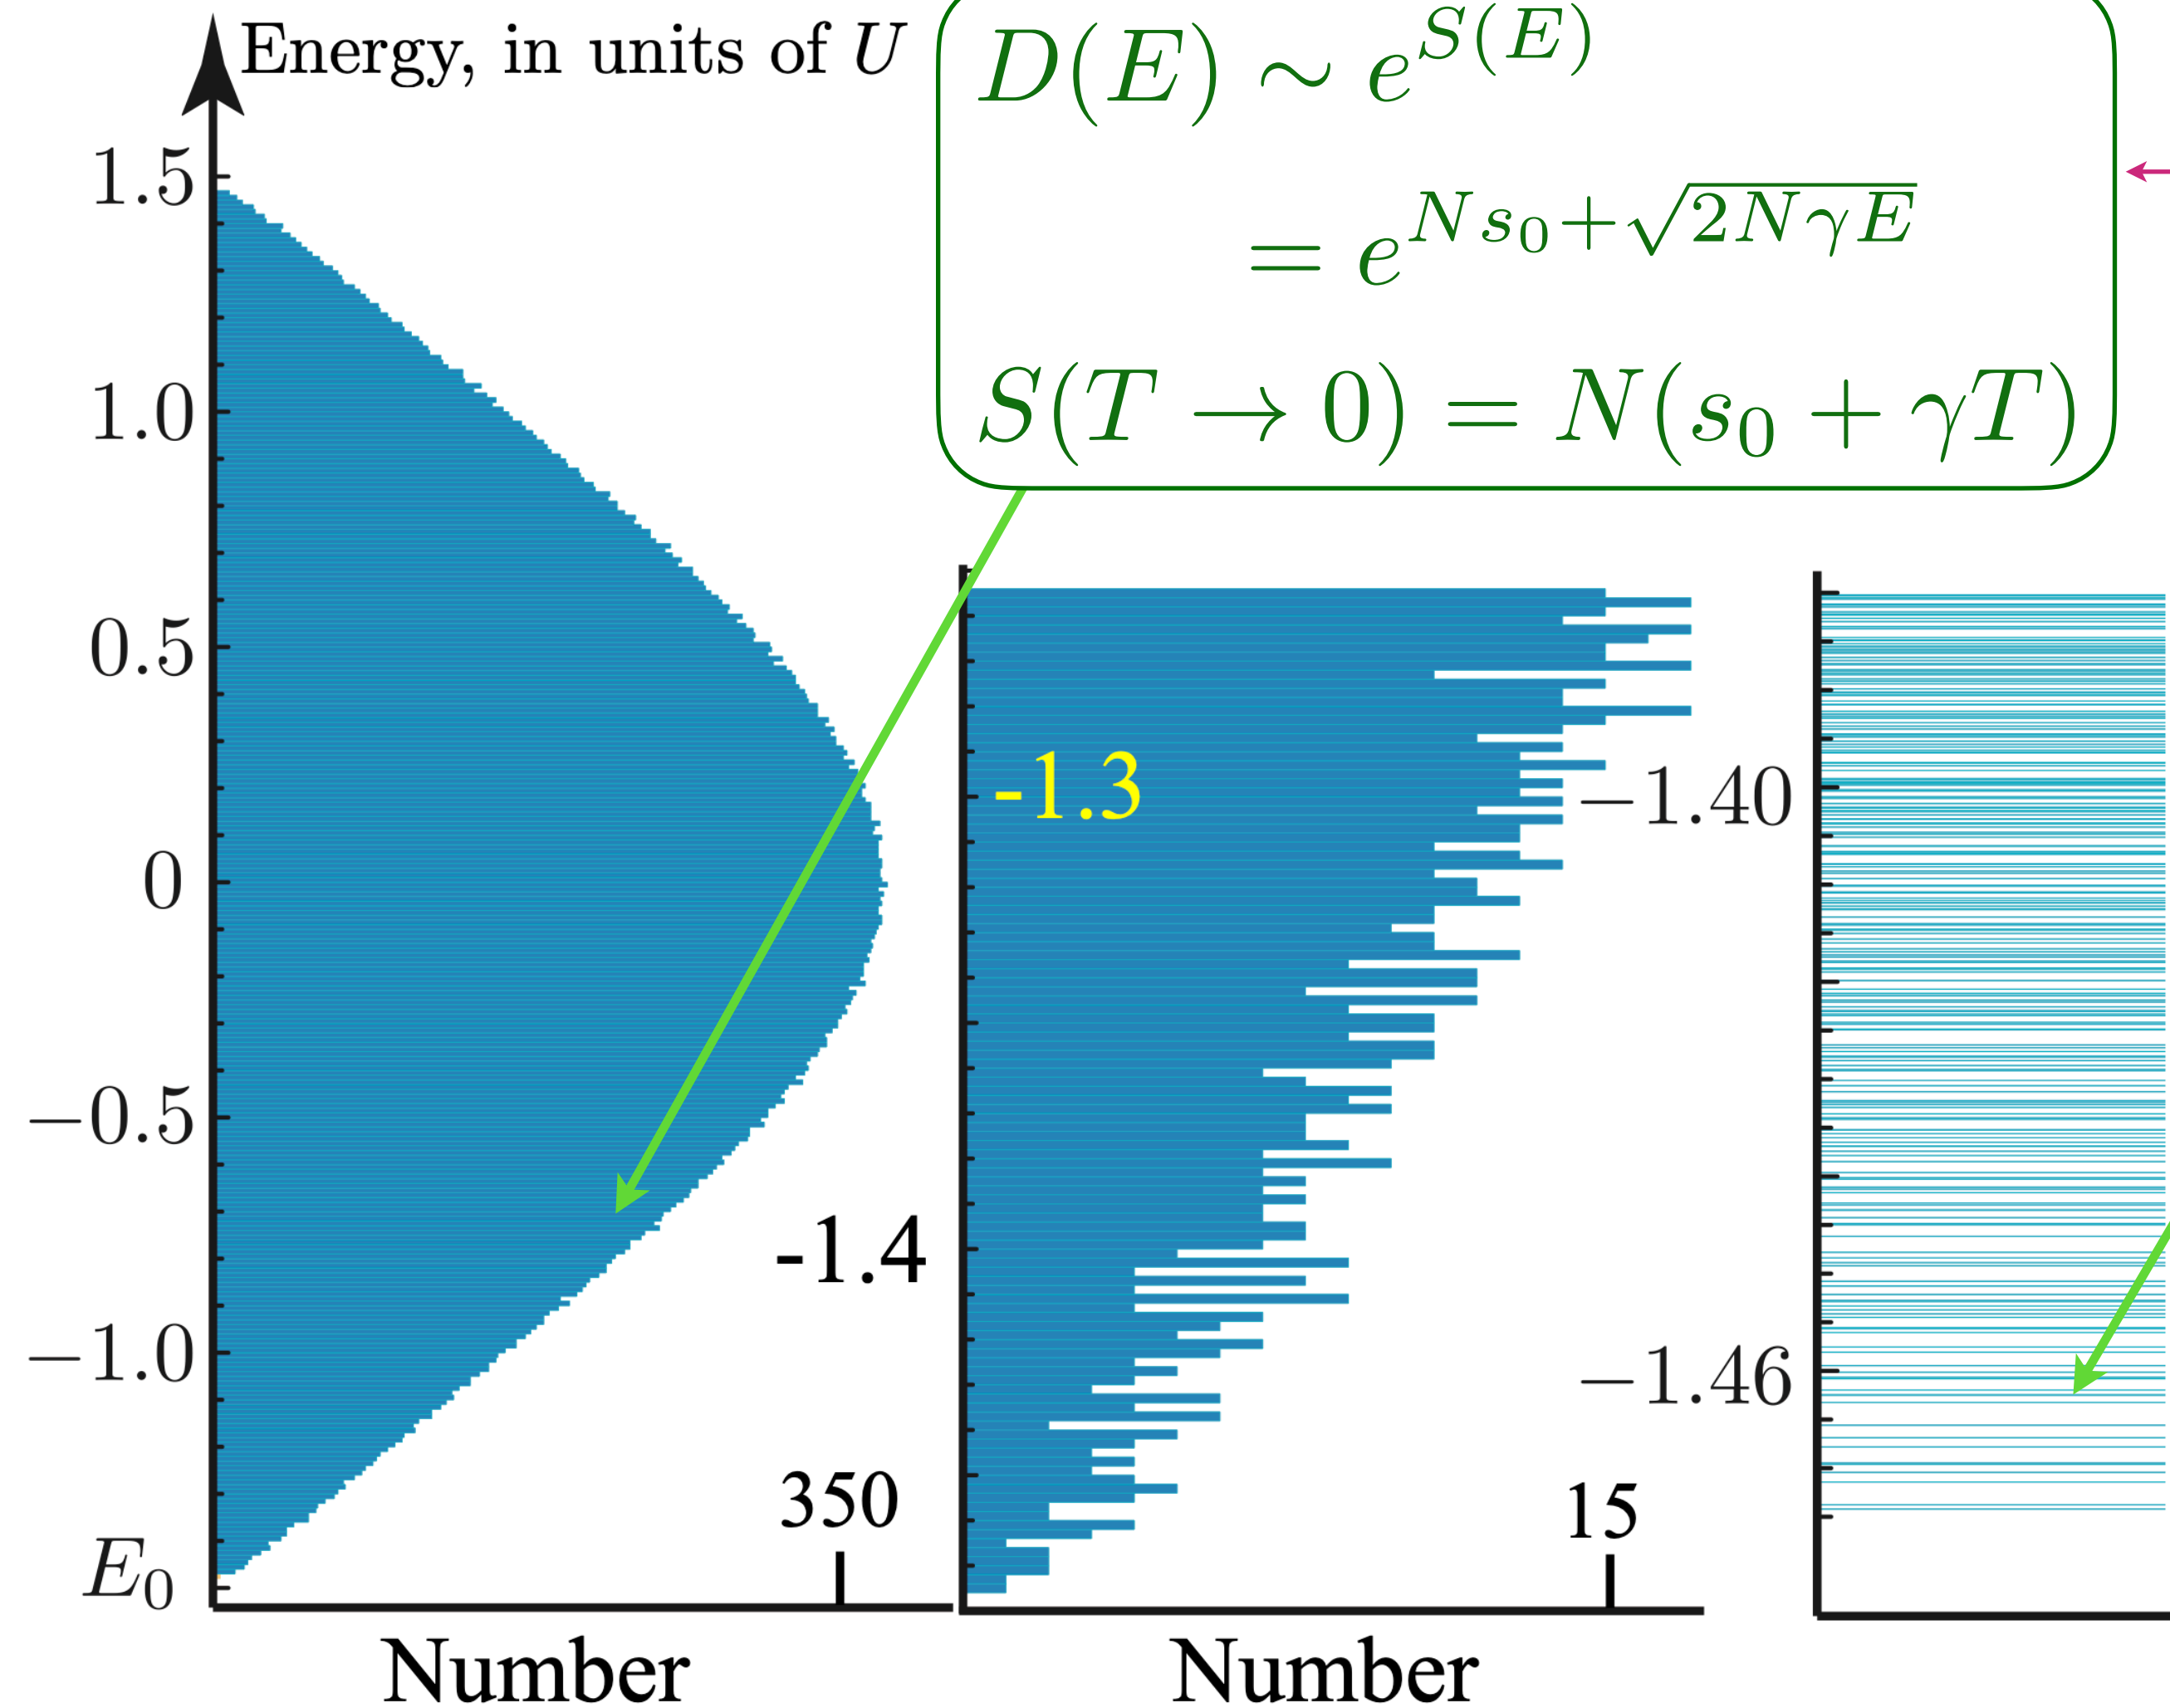 Energy, in units of U
D(E) ∼ e^{S(E)}
= e^{Ns₀+√(2NγE)}
S(T → 0) = N(s₀ + γT)
1.5
1.0
0.5
0
−0.5
−1.0
E₀
350
Number
-1.3
-1.4
15
Number
−1.40
−1.46